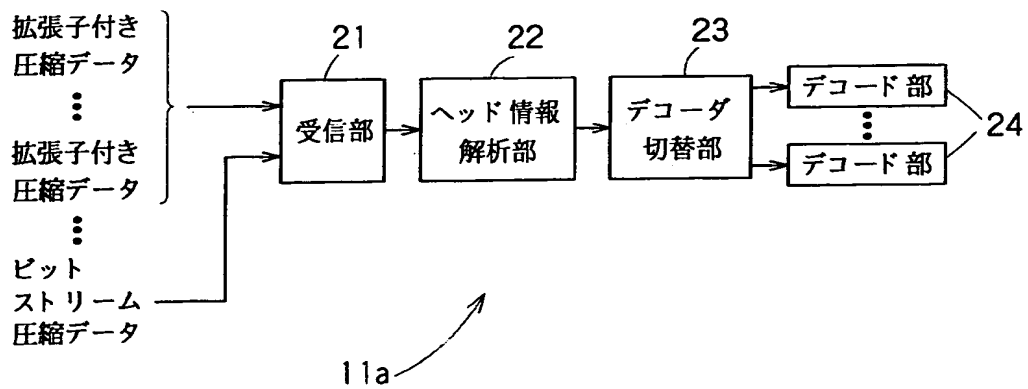 拡張子付き
圧縮データ
拡張子付き
圧縮データ
ビット
ストリーム
圧縮データ
21
受信部
22
ヘッド情報
解析部
23
デコーダ
切替部
デコード部
デコード部
24
11a